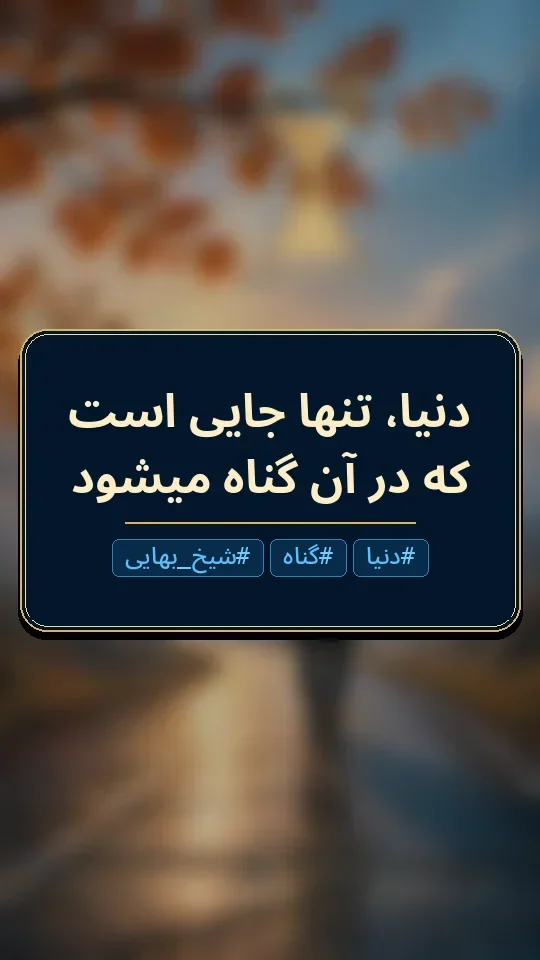 دنیا، تنها جایی است
که در آن گناه میشود
#دنیا #گناه #شیخ_بهایی